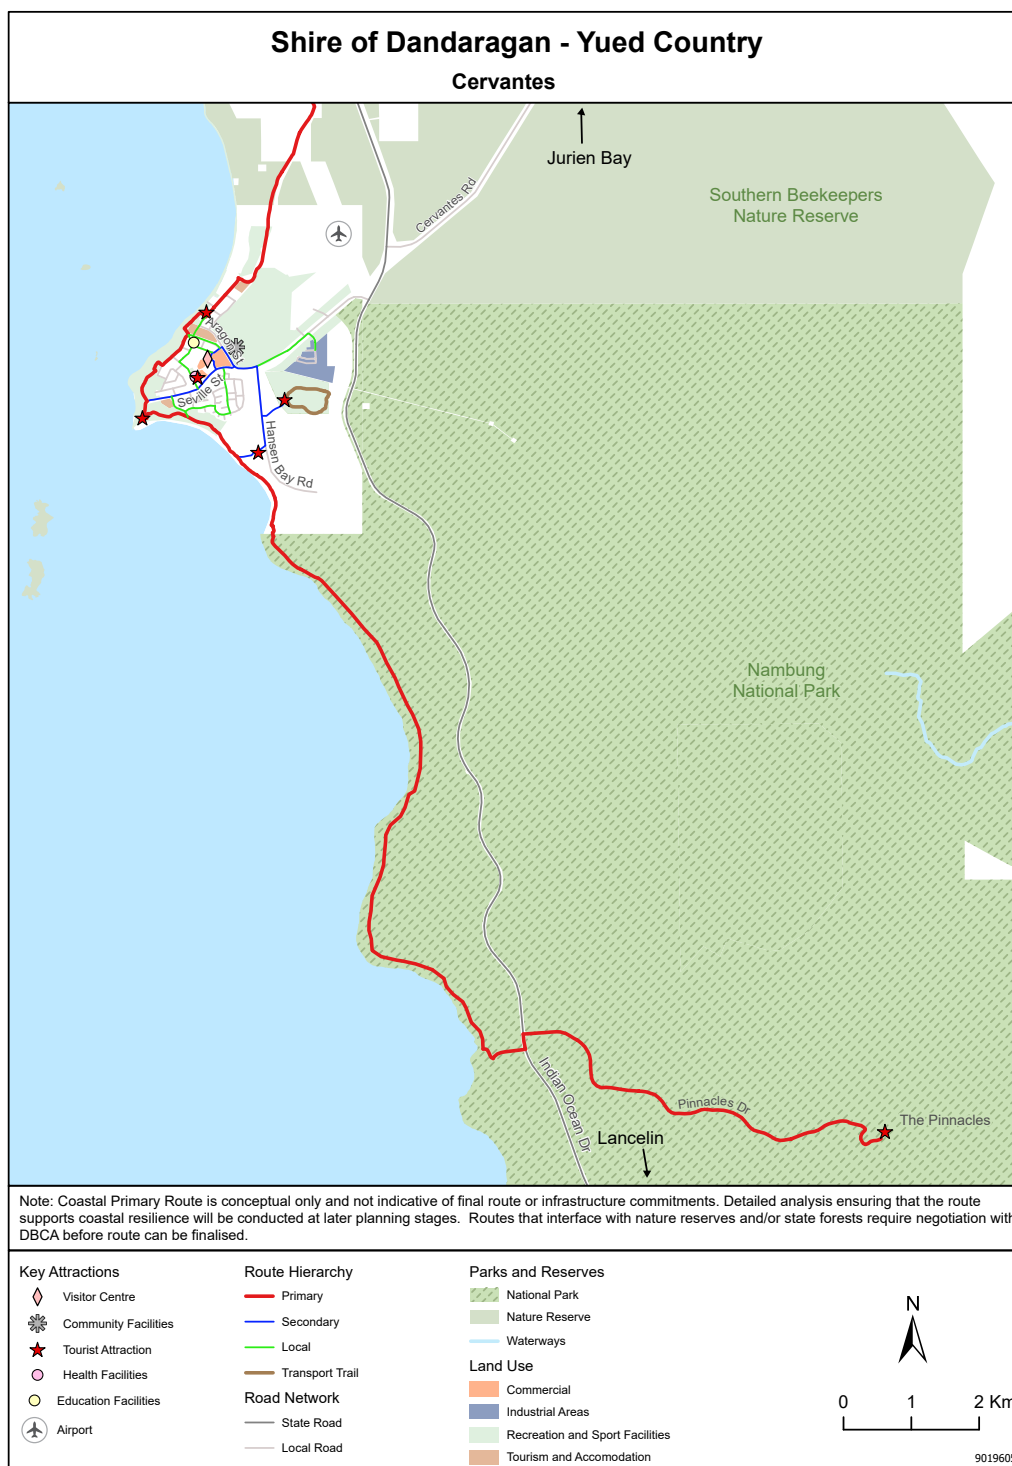 Shire of Dandaragan - Yued Country
Cervantes
Jurien Bay
Cervantes Rd
Southern Beekeepers
Nature Reserve
Aragon St
Seville St
Hansen Bay Rd
Nambung
National Park
Indian Ocean Dr
Pinnacles Dr
The Pinnacles
Lancelin
Note: Coastal Primary Route is conceptual only and not indicative of final route or infrastructure commitments. Detailed analysis ensuring that the route
supports coastal resilience will be conducted at later planning stages.  Routes that interface with nature reserves and/or state forests require negotiation with
DBCA before route can be finalised.
Key Attractions
Visitor Centre
Community Facilities
Tourist Attraction
Health Facilities
Education Facilities
Airport
Route Hierarchy
Primary
Secondary
Local
Transport Trail
Road Network
State Road
Local Road
Parks and Reserves
National Park
Nature Reserve
Waterways
Land Use
Commercial
Industrial Areas
Recreation and Sport Facilities
Tourism and Accomodation
N
0 1 2 Km
9019605